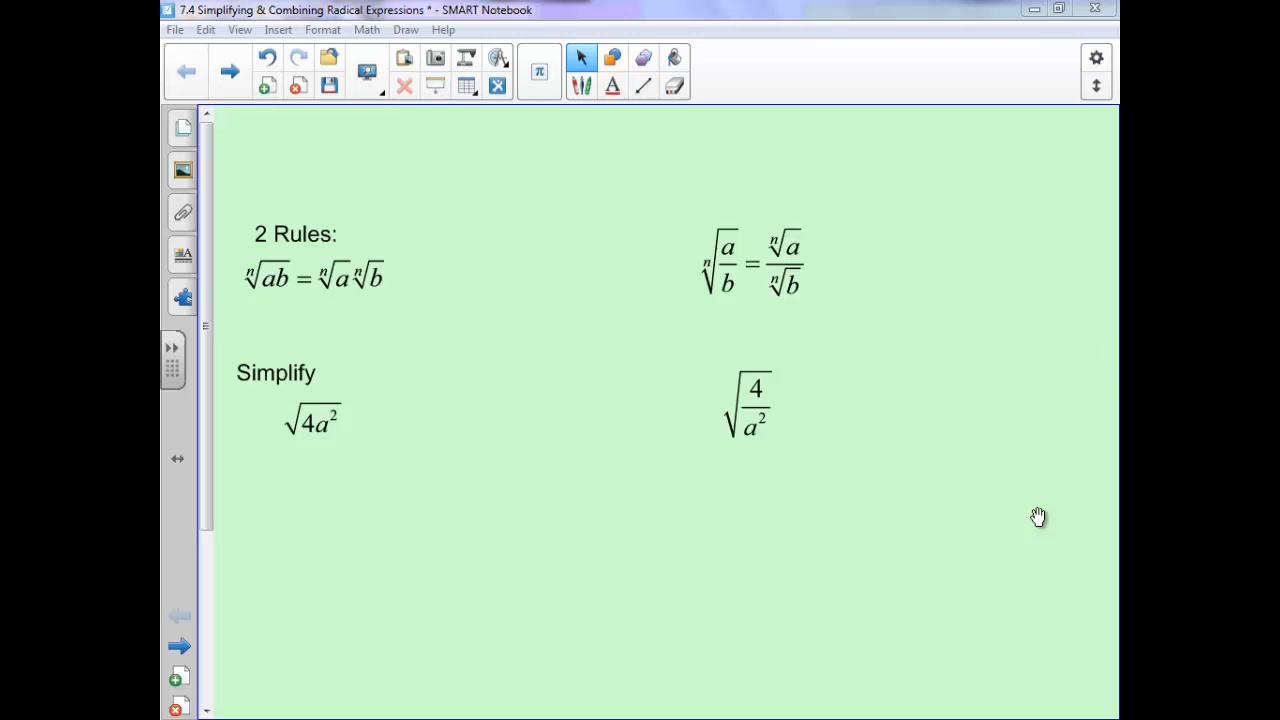 7.4 Simplifying & Combining Radical Expressions * - SMART Notebook
File Edit View Insert Format Math Draw Help
π
A
A
2 Rules:
ⁿ√ab = ⁿ√a ⁿ√b
ⁿ√(a/b) = ⁿ√a / ⁿ√b
Simplify
√4a²
√(4/a²)